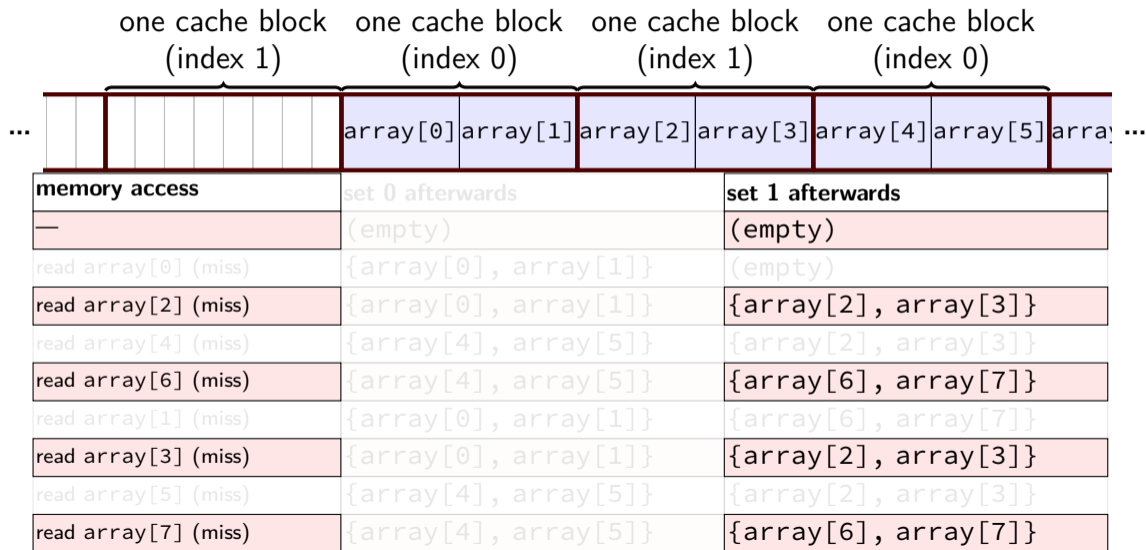 one cache block one cache block one cache block one cache block
(index 1) (index 0) (index 1) (index 0)
... array[0] array[1] array[2] array[3] array[4] array[5] array ...
memory access set 0 afterwards set 1 afterwards
— (empty) (empty)
read array[0] (miss) {array[0], array[1]} (empty)
read array[2] (miss) {array[0], array[1]} {array[2], array[3]}
read array[4] (miss) {array[4], array[5]} {array[2], array[3]}
read array[6] (miss) {array[4], array[5]} {array[6], array[7]}
read array[1] (miss) {array[0], array[1]} {array[6], array[7]}
read array[3] (miss) {array[0], array[1]} {array[2], array[3]}
read array[5] (miss) {array[4], array[5]} {array[2], array[3]}
read array[7] (miss) {array[4], array[5]} {array[6], array[7]}